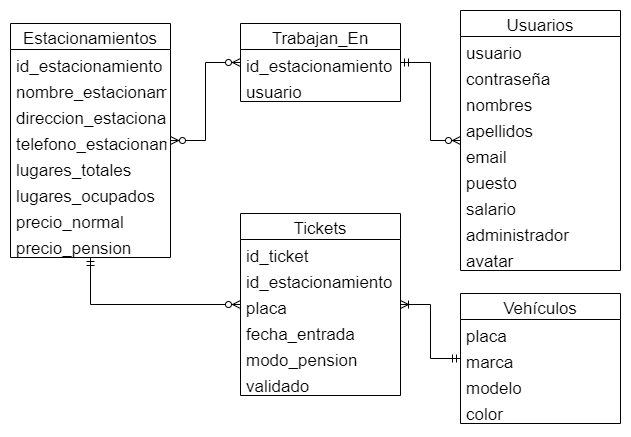 Estacionamientos
id_estacionamiento
nombre_estacionam
direccion_estaciona
telefono_estacionan
lugares_totales
lugares_ocupados
precio_normal
precio_pension
Trabajan_En
id_estacionamiento
usuario
Usuarios
usuario
contraseña
nombres
apellidos
email
puesto
salario
administrador
avatar
Tickets
id_ticket
id_estacionamiento
placa
fecha_entrada
modo_pension
validado
Vehículos
placa
marca
modelo
color